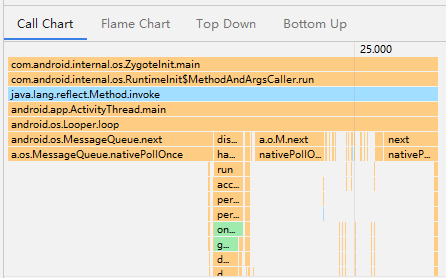 Call Chart Flame Chart Top Down Bottom Up
25.000
com.android.internal.os.ZygoteInit.main
com.android.internal.os.RuntimeInit$MethodAndArgsCaller.run
java.lang.reflect.Method.invoke
android.app.ActivityThread.main
android.os.Looper.loop
android.os.MessageQueue.next dis... a.o.M.next next
a.os.MessageQueue.nativePollOnce ha... nativePollO... nativeP...
run
acc...
per...
per...
on...
g...
d...
d